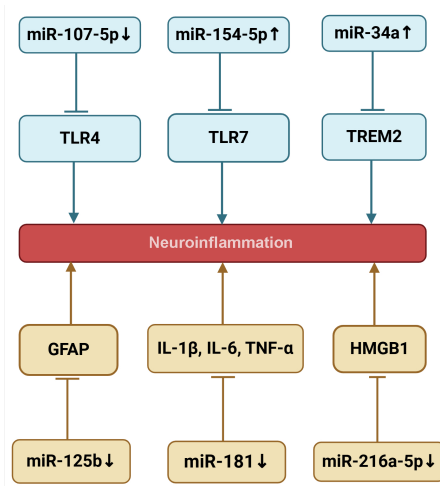 miR-107-5p↓
miR-154-5p↑
miR-34a↑
TLR4
TLR7
TREM2
Neuroinflammation
GFAP
IL-1β, IL-6, TNF-α
HMGB1
miR-125b↓
miR-181↓
miR-216a-5p↓